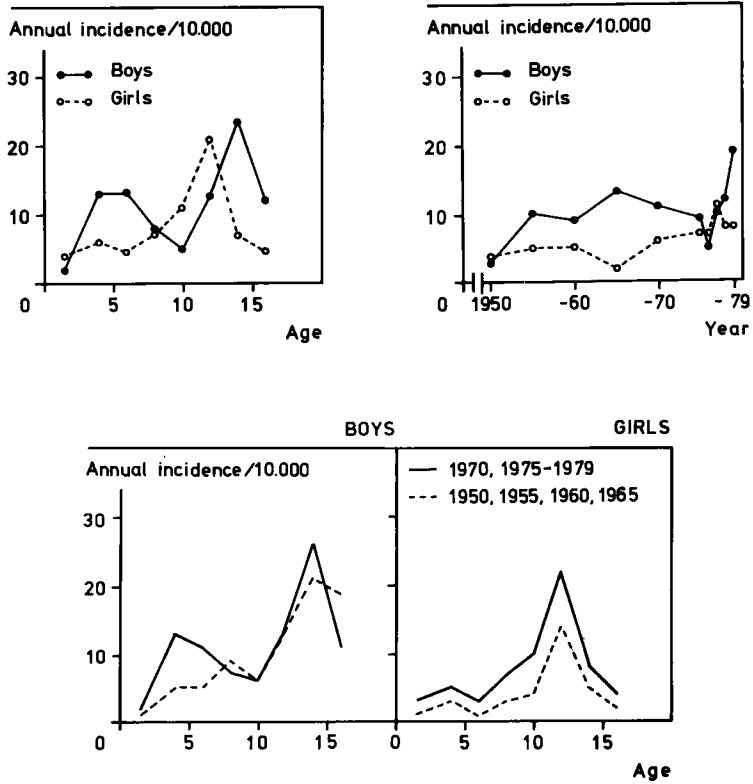 Annual incidence/10.000
30
20
10
0
5
10
15
Age
Boys
Girls
Annual incidence/10.000
30
20
10
0
1950
-60
-70
- 79
Year
Boys
Girls
BOYS
GIRLS
Annual incidence/10.000
30
20
10
0
5
10
15
0
5
10
15
Age
1970, 1975-1979
1950, 1955, 1960, 1965